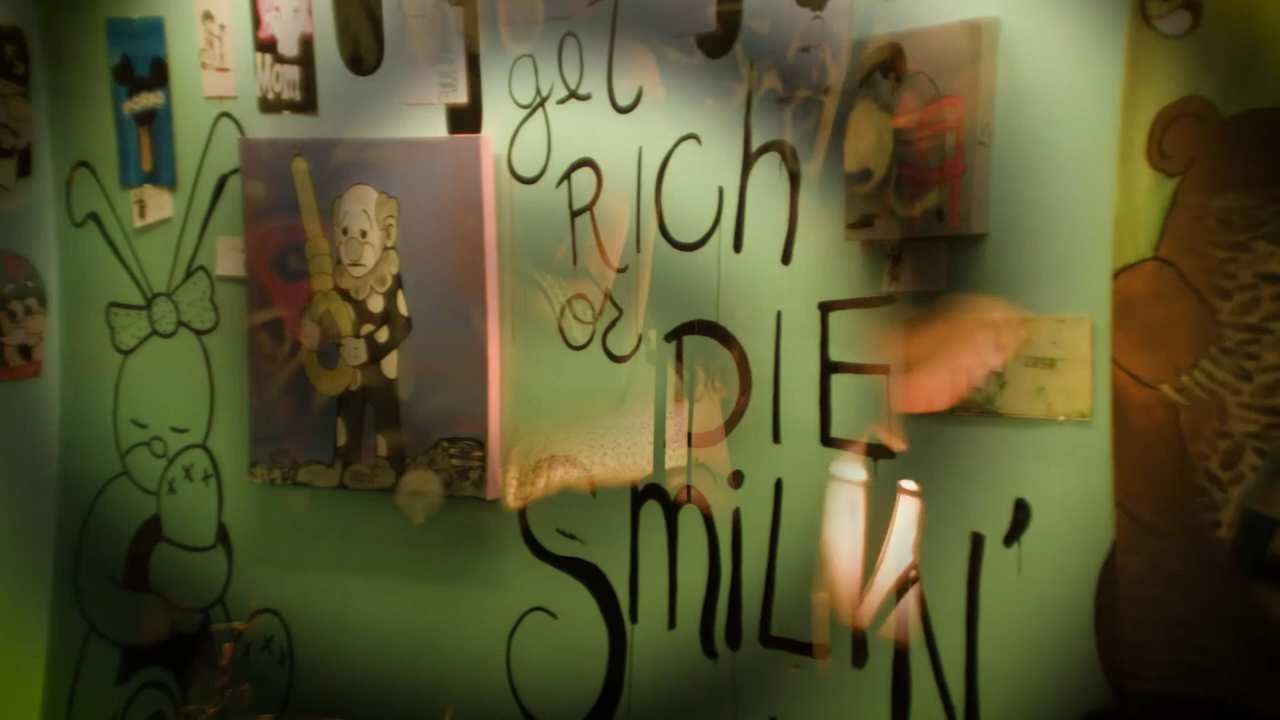 Mom
get
RICh
or
DIE
SmiLIN'